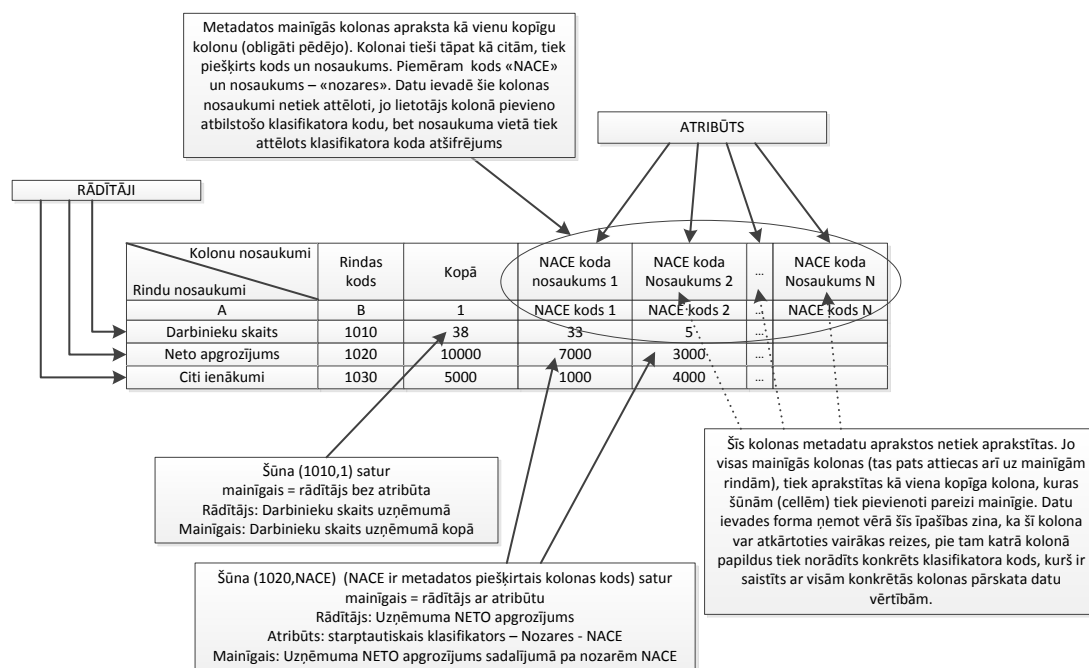 Metadatos mainīgās kolonas apraksta kā vienu kopīgu
kolonu (obligāti pēdējo). Kolonai tieši tāpat kā citām, tiek
piešķirts kods un nosaukums. Piemēram  kods «NACE»
un nosaukums – «nozares». Datu ievadē šie kolonas
nosaukumi netiek attēloti, jo lietotājs kolonā pievieno
atbilstošo klasifikatora kodu, bet nosaukuma vietā tiek
attēlots klasifikatora koda atšifrējums
ATRIBŪTS
RĀDĪTĀJI
Kolonu nosaukumi
Rindu nosaukumi
Rindas kods
Kopā
NACE koda nosaukums 1
NACE koda Nosaukums 2
...
NACE koda Nosaukums N
A B 1 NACE kods 1 NACE kods 2 ... NACE kods N
Darbinieku skaits 1010 38 33 5 ...
Neto apgrozījums 1020 10000 7000 3000 ...
Citi ienākumi 1030 5000 1000 4000 ...
Šūna (1010,1) satur
mainīgais = rādītājs bez atribūta
Rādītājs: Darbinieku skaits uzņēmumā
Mainīgais: Darbinieku skaits uzņēmumā kopā
Šūna (1020,NACE)  (NACE ir metadatos piešķirtais kolonas kods) satur
mainīgais = rādītājs ar atribūtu
Rādītājs: Uzņēmuma NETO apgrozījums
Atribūts: starptautiskais klasifikators – Nozares - NACE
Mainīgais: Uzņēmuma NETO apgrozījums sadalījumā pa nozarēm NACE
Šīs kolonas metadatu aprakstos netiek aprakstītas. Jo
visas mainīgās kolonas (tas pats attiecas arī uz mainīgām
rindām), tiek aprakstītas kā viena kopīga kolona, kuras
šūnām (cellēm) tiek pievienoti pareizi mainīgie. Datu
ievades forma ņemot vērā šīs īpašības zina, ka šī kolona
var atkārtoties vairākas reizes, pie tam katrā kolonā
papildus tiek norādīts konkrēts klasifikatora kods, kurš ir
saistīts ar visām konkrētās kolonas pārskata datu
vērtībām.